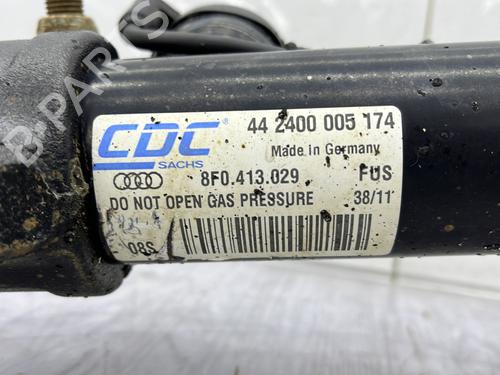 CDC®
SACHS
44 2400 005 174
Made in Germany
8F0.413.029 FUS
DO NOT OPEN GAS PRESSURE 38/11
08S
B-PARTS